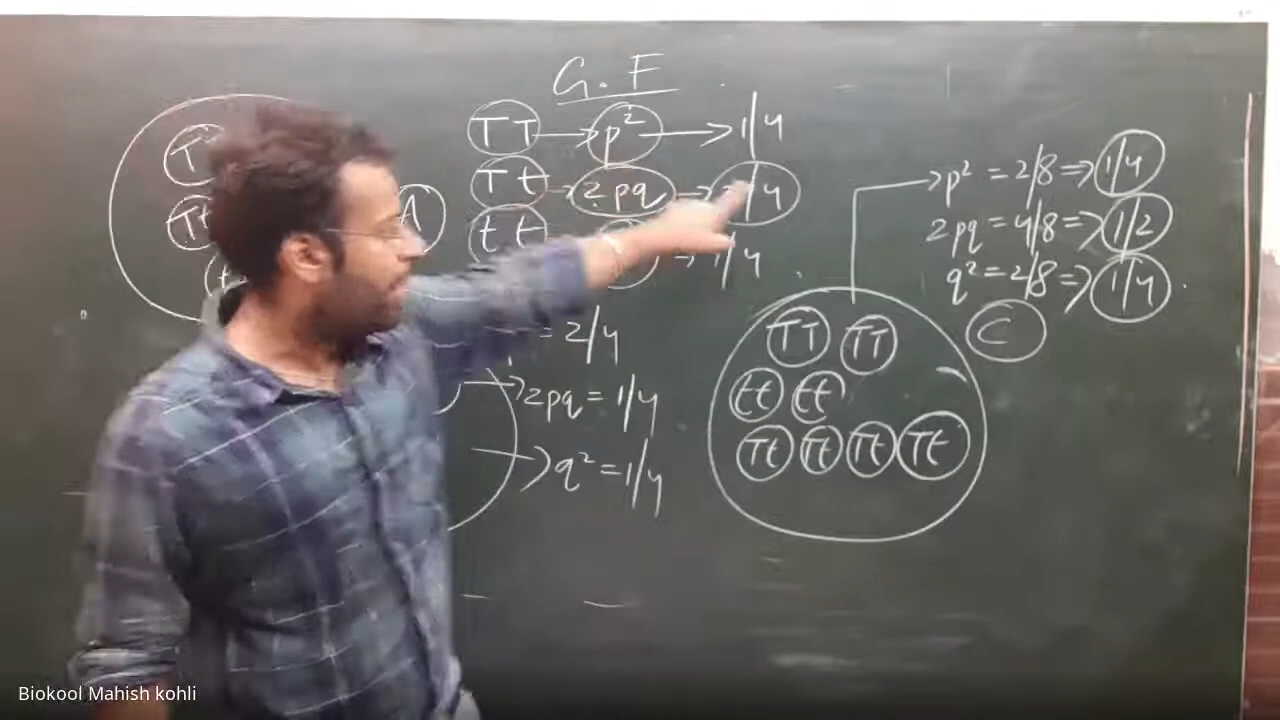 G.F
TT → p² → 1/4
Tt → 2pq → /4
tt → 1/4
A
= 2/4
→ 2pq = 1/4
→ q² = 1/4
→ p² = 2/8 ⇒ 1/4
2pq = 4/8 ⇒ 1/2
q² = 2/8 ⇒ 1/4
C
TT TT
tt tt
Tt Tt Tt Tt
Biokool Mahish kohli